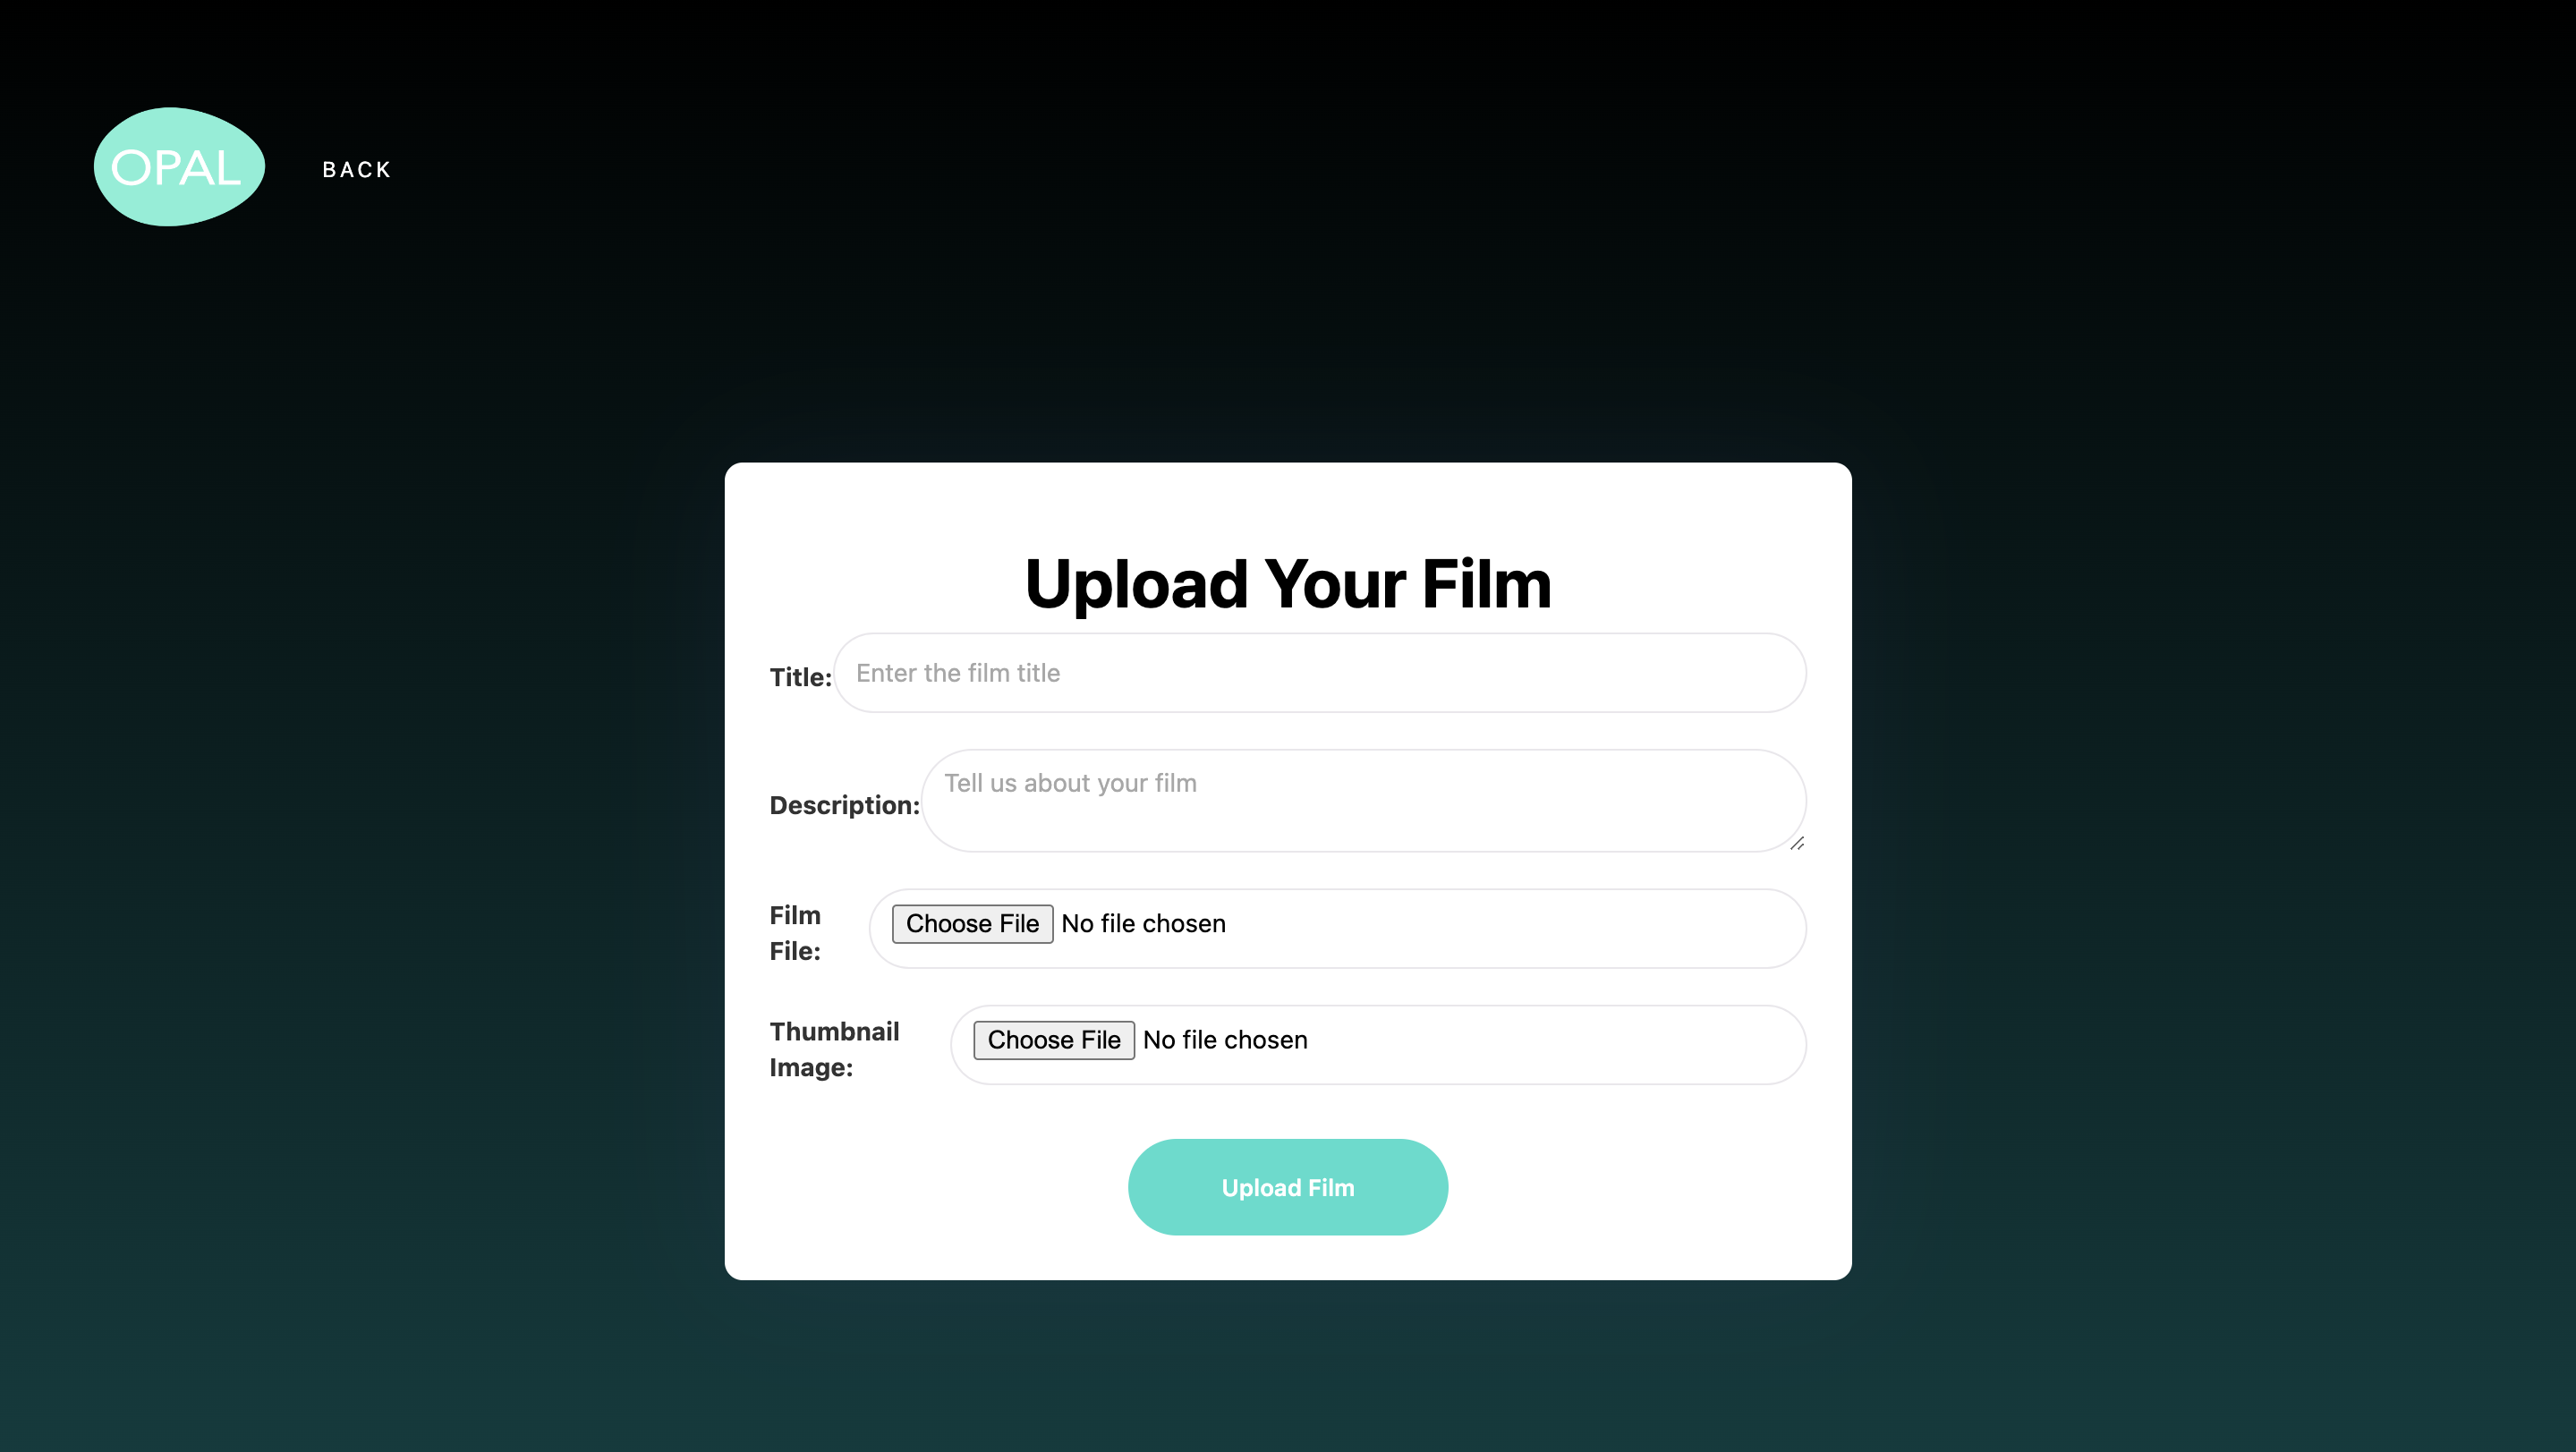 OPAL
BACK
Upload Your Film
Title:
Enter the film title
Description:
Tell us about your film
Film
File:
Choose File No file chosen
Thumbnail
Image:
Choose File No file chosen
Upload Film